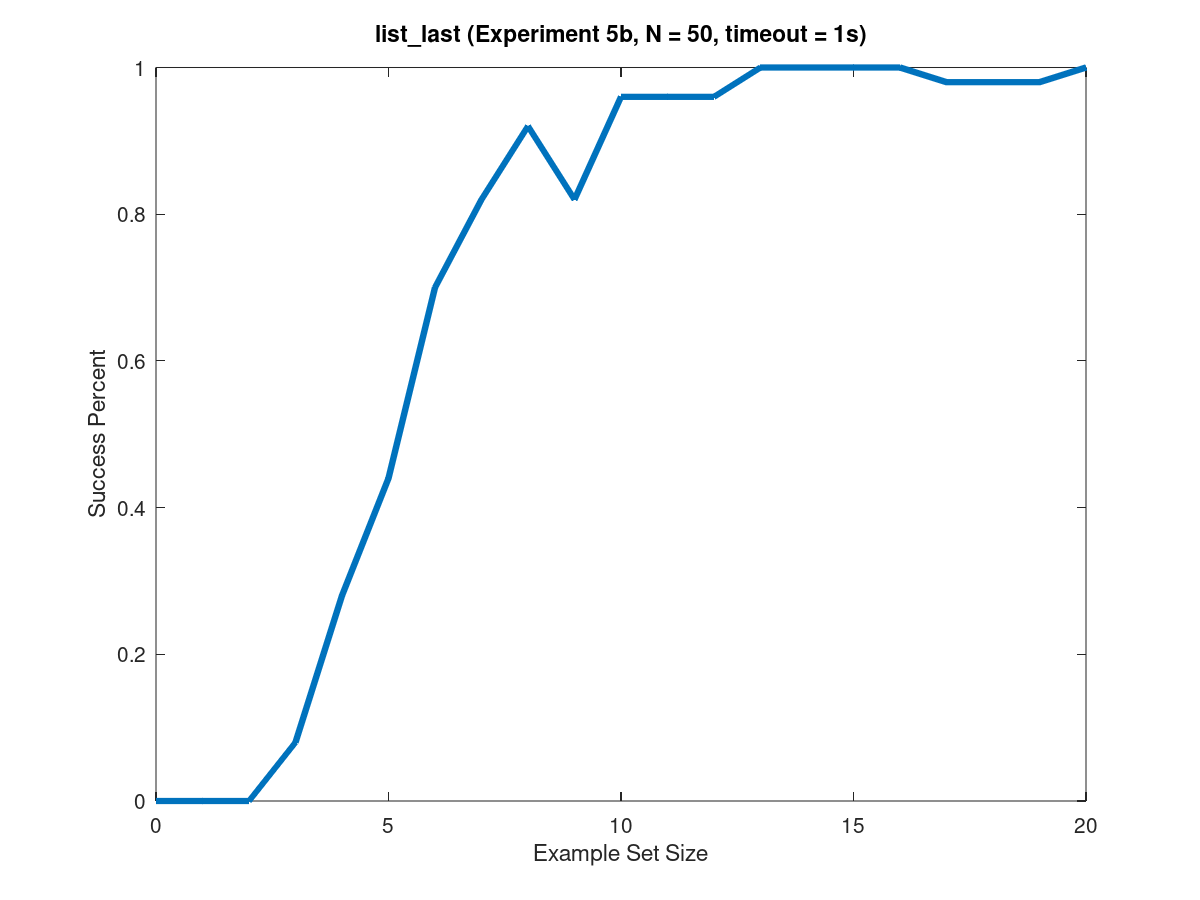 list_last (Experiment 5b, N = 50, timeout = 1s)
1
0.8
0.6
0.4
0.2
0
Success Percent
0 5 10 15 20
Example Set Size